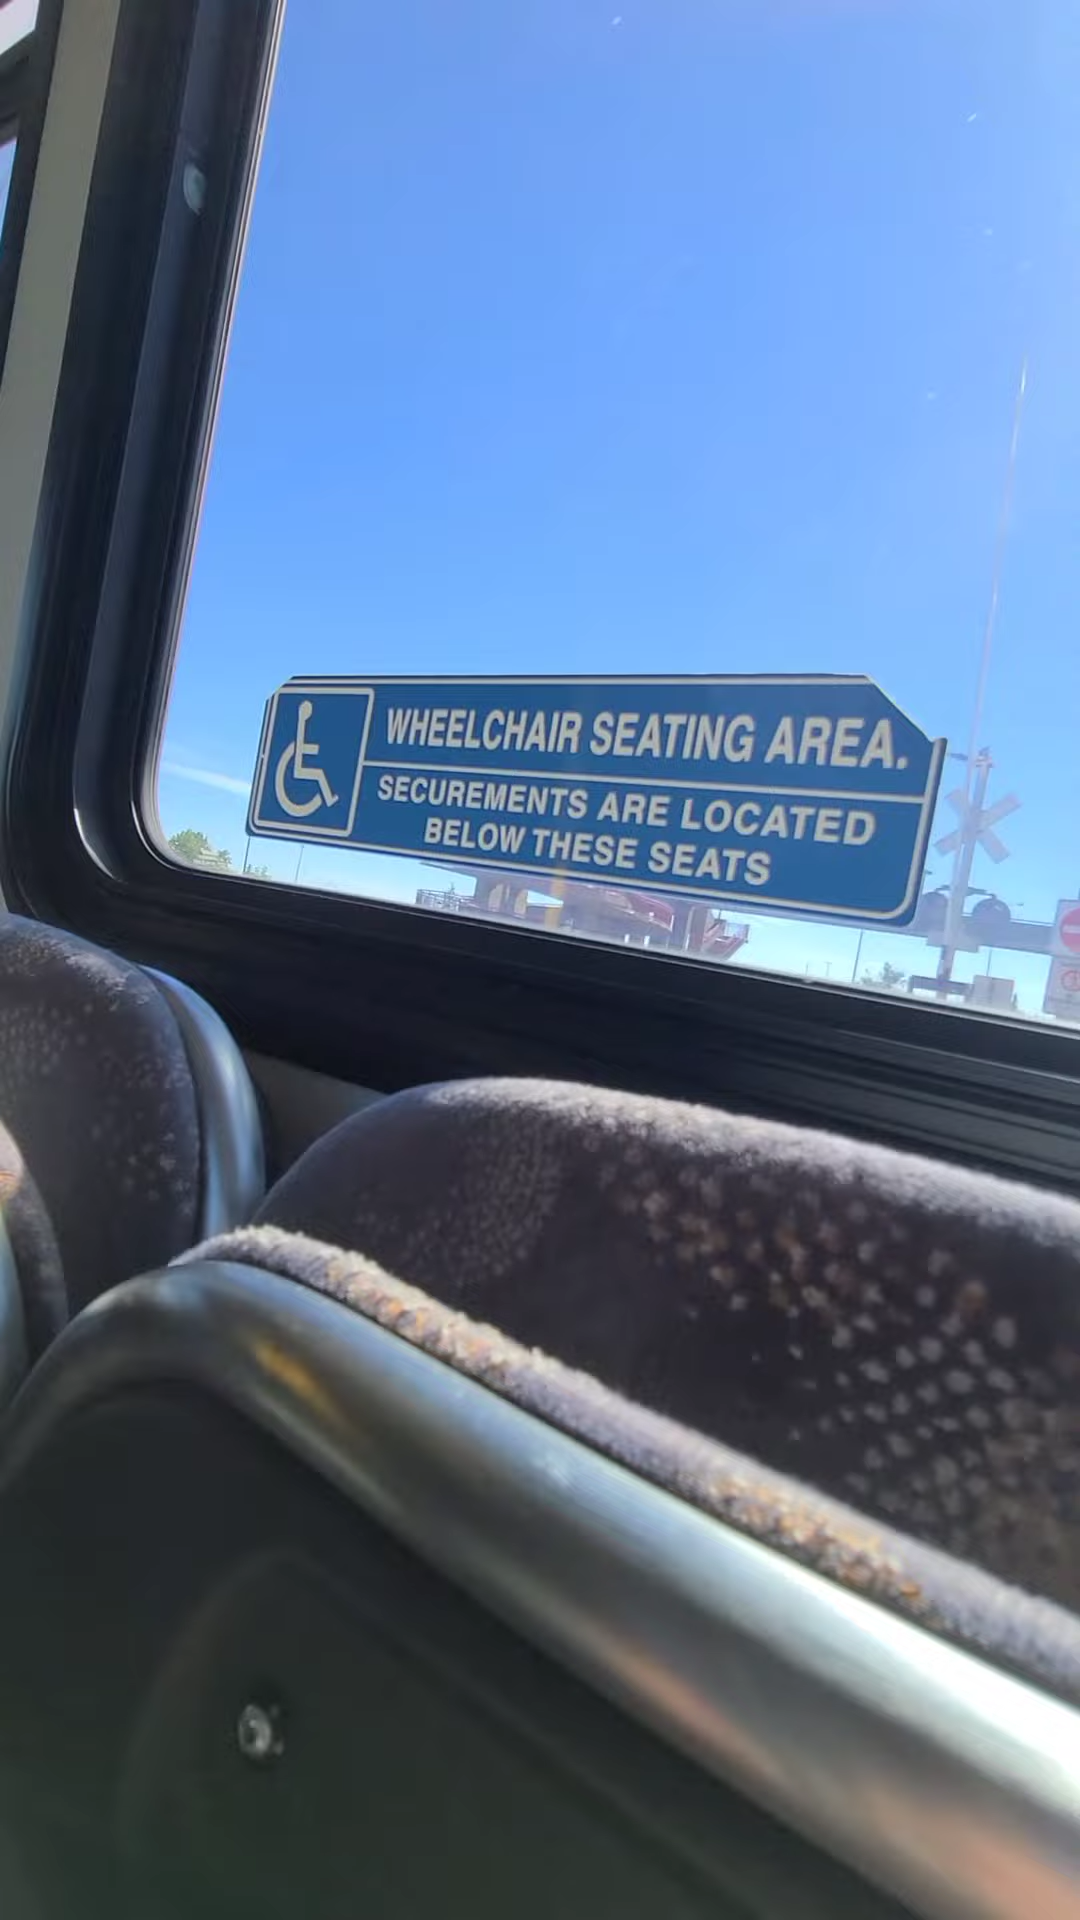 WHEELCHAIR SEATING AREA.
SECUREMENTS ARE LOCATED
BELOW THESE SEATS